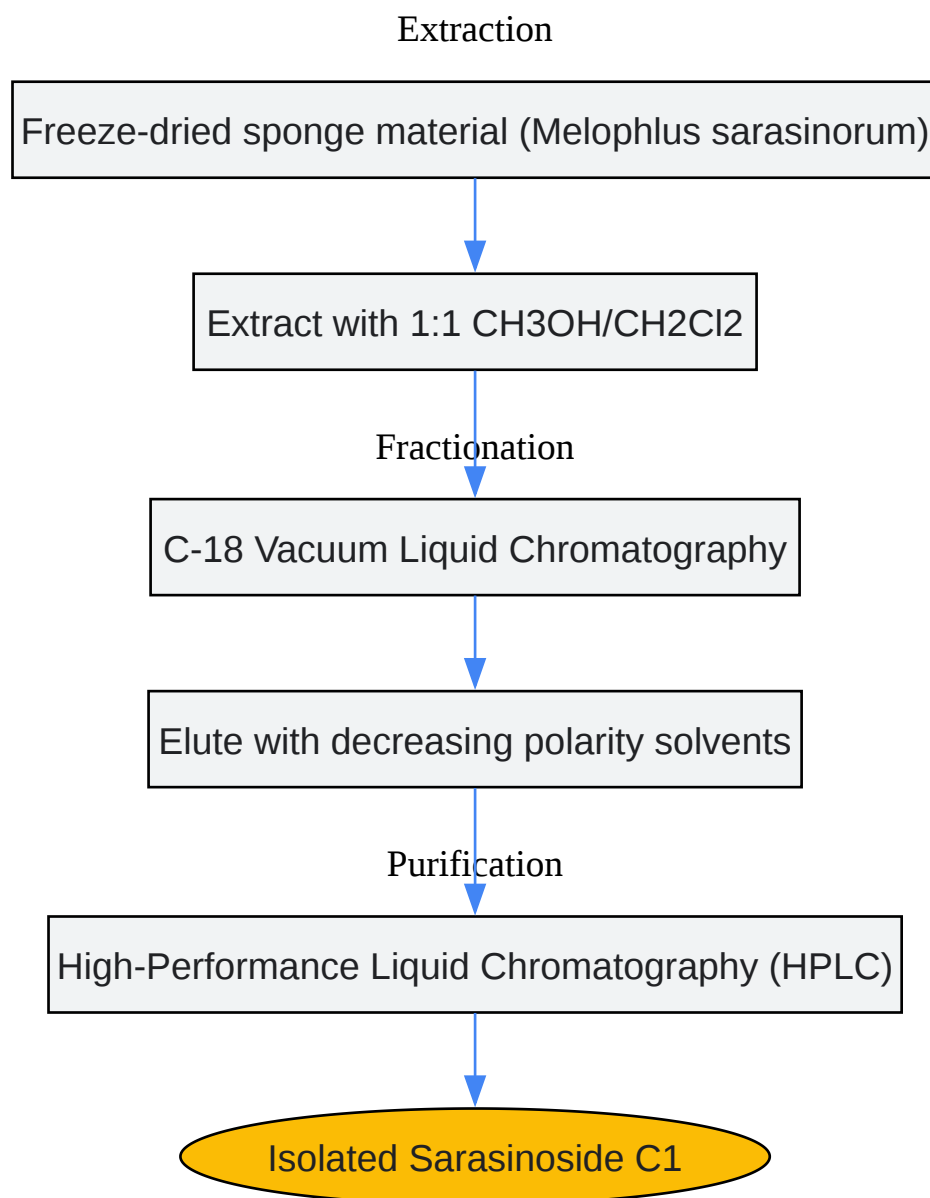 Extraction
Freeze-dried sponge material (Melophlus sarasinorum)
Extract with 1:1 CH3OH/CH2Cl2
Fractionation
C-18 Vacuum Liquid Chromatography
Elute with decreasing polarity solvents
Purification
High-Performance Liquid Chromatography (HPLC)
Isolated Sarasinoside C1